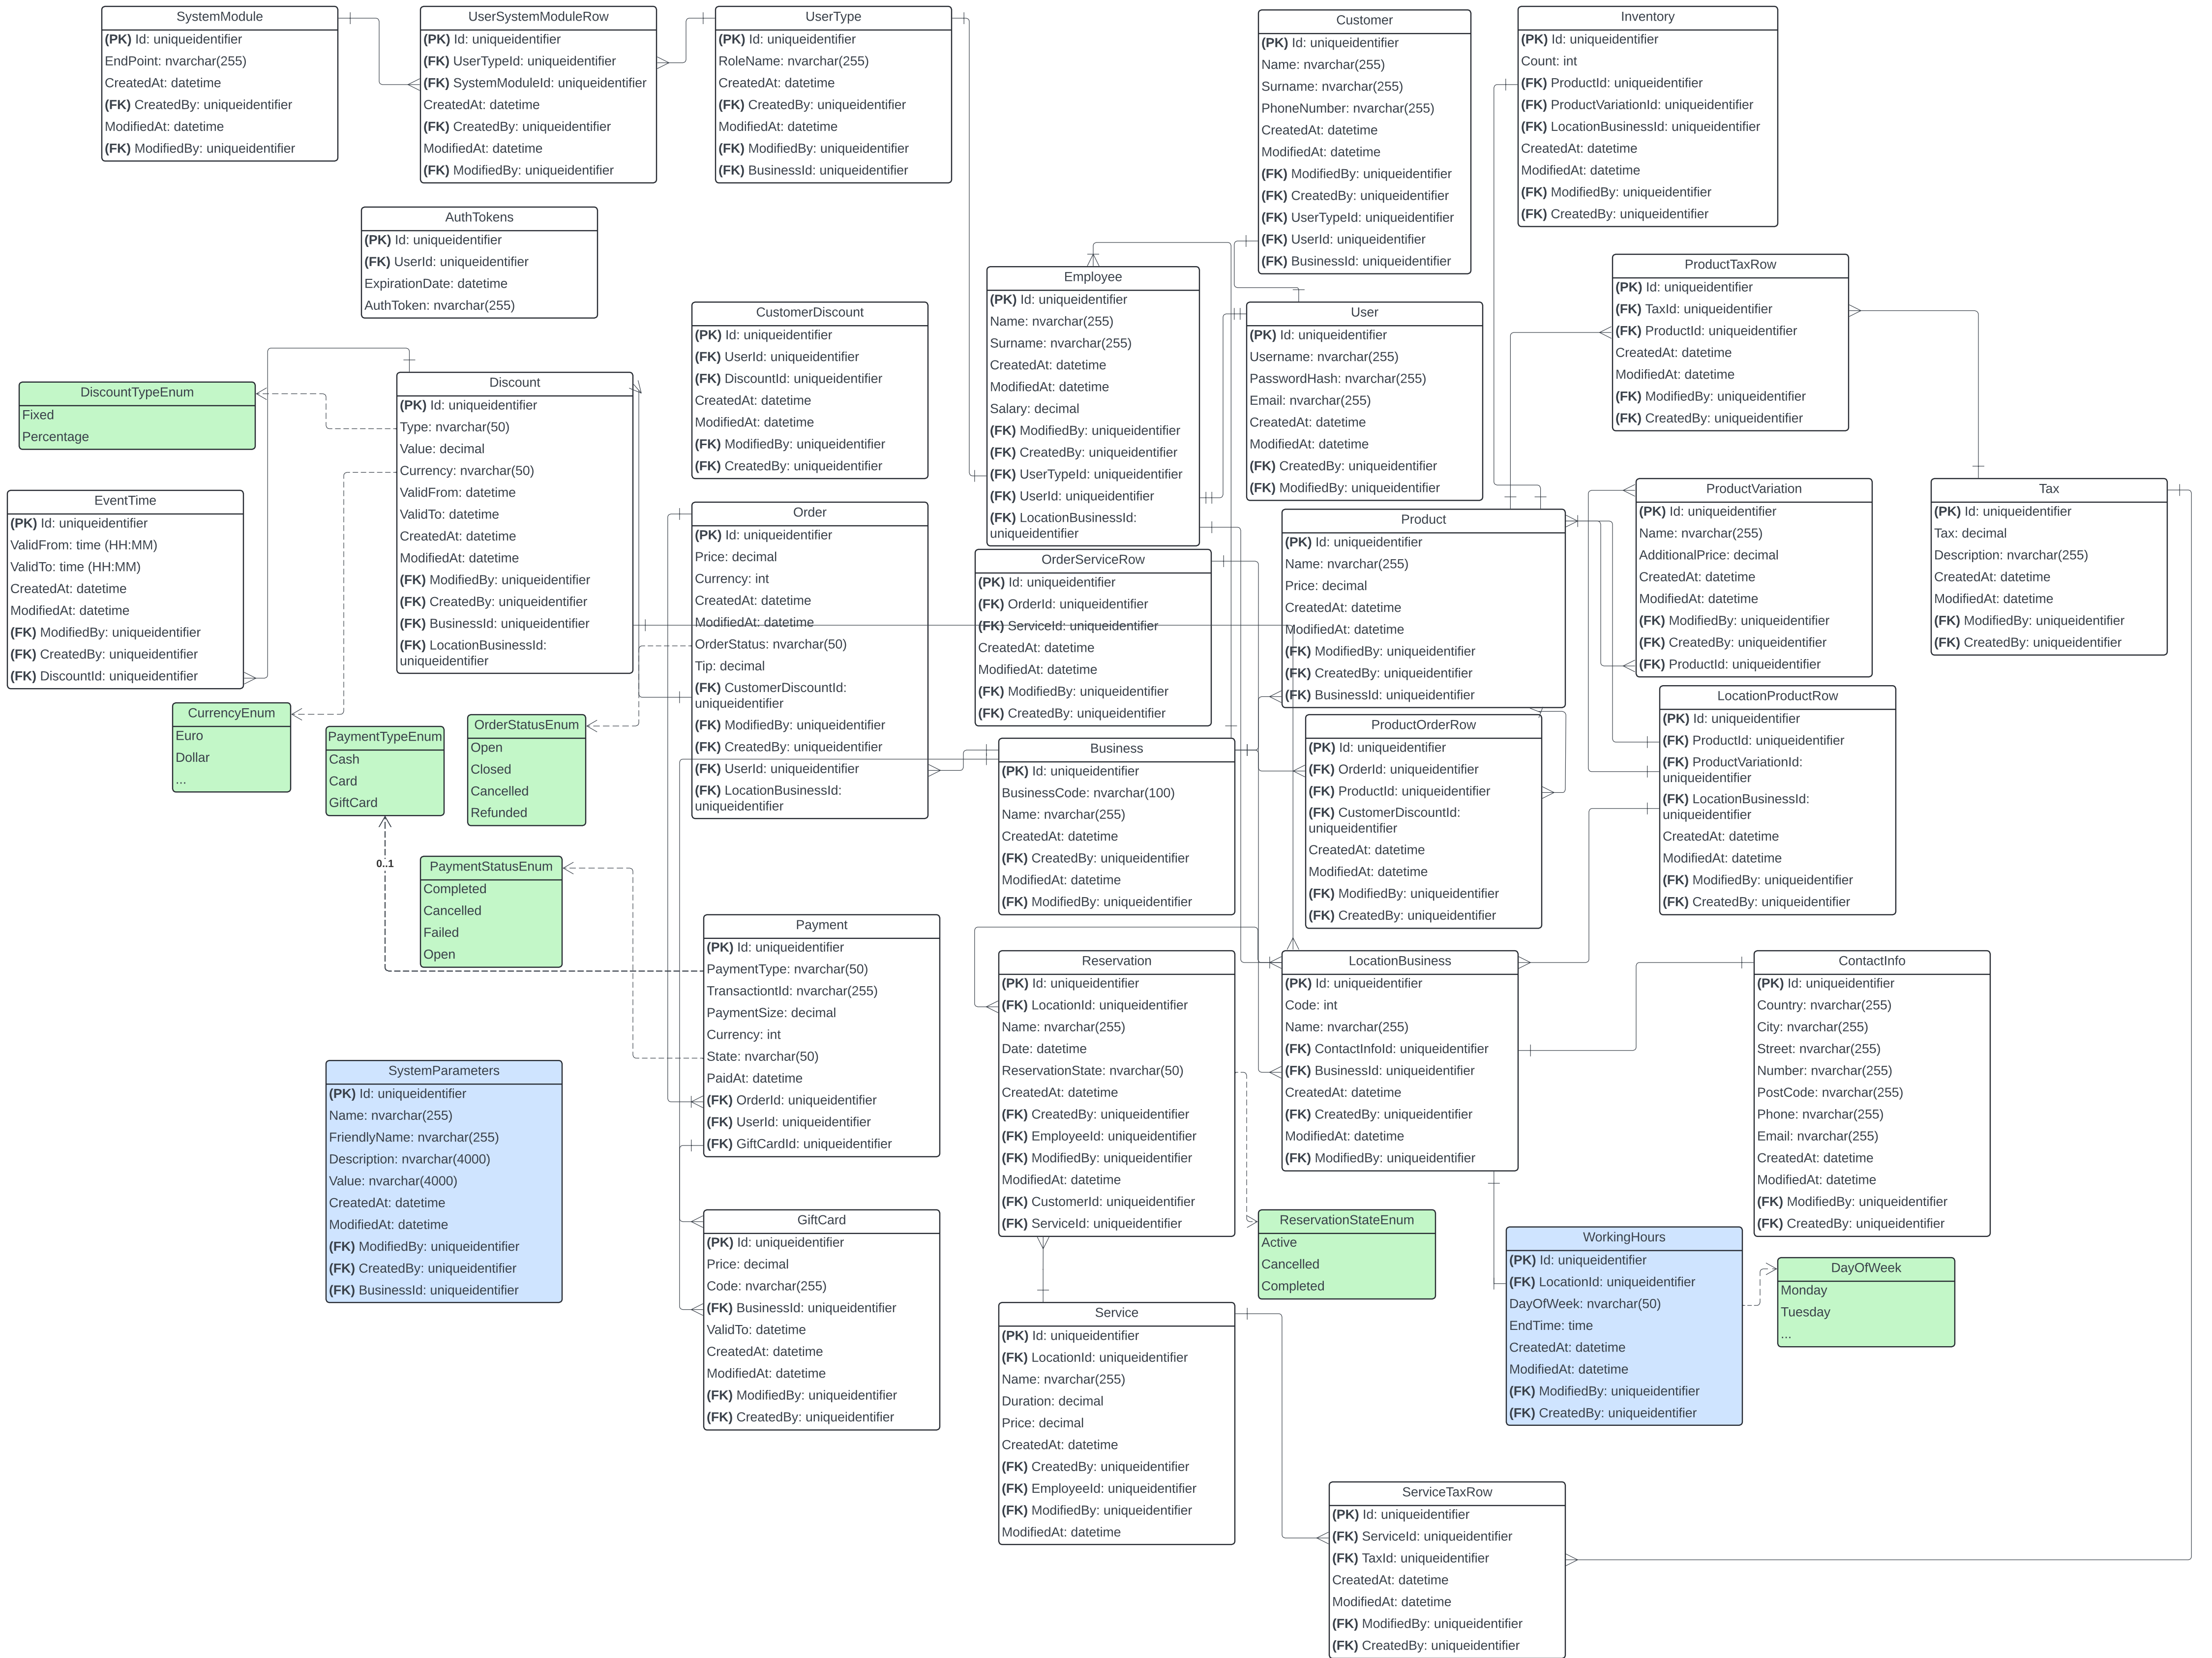 SystemModule
(PK) Id: uniqueidentifier
EndPoint: nvarchar(255)
CreatedAt: datetime
(FK) CreatedBy: uniqueidentifier
ModifiedAt: datetime
(FK) ModifiedBy: uniqueidentifier
UserSystemModuleRow
(PK) Id: uniqueidentifier
(FK) UserTypeId: uniqueidentifier
(FK) SystemModuleId: uniqueidentifier
CreatedAt: datetime
(FK) CreatedBy: uniqueidentifier
ModifiedAt: datetime
(FK) ModifiedBy: uniqueidentifier
UserType
(PK) Id: uniqueidentifier
RoleName: nvarchar(255)
CreatedAt: datetime
(FK) CreatedBy: uniqueidentifier
ModifiedAt: datetime
(FK) ModifiedBy: uniqueidentifier
(FK) BusinessId: uniqueidentifier
Customer
(PK) Id: uniqueidentifier
Name: nvarchar(255)
Surname: nvarchar(255)
PhoneNumber: nvarchar(255)
CreatedAt: datetime
ModifiedAt: datetime
(FK) ModifiedBy: uniqueidentifier
(FK) CreatedBy: uniqueidentifier
(FK) UserTypeId: uniqueidentifier
(FK) UserId: uniqueidentifier
(FK) BusinessId: uniqueidentifier
Inventory
(PK) Id: uniqueidentifier
Count: int
(FK) ProductId: uniqueidentifier
(FK) ProductVariationId: uniqueidentifier
(FK) LocationBusinessId: uniqueidentifier
CreatedAt: datetime
ModifiedAt: datetime
(FK) ModifiedBy: uniqueidentifier
(FK) CreatedBy: uniqueidentifier
AuthTokens
(PK) Id: uniqueidentifier
(FK) UserId: uniqueidentifier
ExpirationDate: datetime
AuthToken: nvarchar(255)
CustomerDiscount
(PK) Id: uniqueidentifier
(FK) UserId: uniqueidentifier
(FK) DiscountId: uniqueidentifier
CreatedAt: datetime
ModifiedAt: datetime
(FK) ModifiedBy: uniqueidentifier
(FK) CreatedBy: uniqueidentifier
Employee
(PK) Id: uniqueidentifier
Name: nvarchar(255)
Surname: nvarchar(255)
CreatedAt: datetime
ModifiedAt: datetime
Salary: decimal
(FK) ModifiedBy: uniqueidentifier
(FK) CreatedBy: uniqueidentifier
(FK) UserTypeId: uniqueidentifier
(FK) UserId: uniqueidentifier
(FK) LocationBusinessId:
uniqueidentifier
User
(PK) Id: uniqueidentifier
Username: nvarchar(255)
PasswordHash: nvarchar(255)
Email: nvarchar(255)
CreatedAt: datetime
ModifiedAt: datetime
(FK) CreatedBy: uniqueidentifier
(FK) ModifiedBy: uniqueidentifier
ProductTaxRow
(PK) Id: uniqueidentifier
(FK) TaxId: uniqueidentifier
(FK) ProductId: uniqueidentifier
CreatedAt: datetime
ModifiedAt: datetime
(FK) ModifiedBy: uniqueidentifier
(FK) CreatedBy: uniqueidentifier
DiscountTypeEnum
Fixed
Percentage
Discount
(PK) Id: uniqueidentifier
Type: nvarchar(50)
Value: decimal
Currency: nvarchar(50)
ValidFrom: datetime
ValidTo: datetime
CreatedAt: datetime
ModifiedAt: datetime
(FK) ModifiedBy: uniqueidentifier
(FK) CreatedBy: uniqueidentifier
(FK) BusinessId: uniqueidentifier
(FK) LocationBusinessId:
uniqueidentifier
EventTime
(PK) Id: uniqueidentifier
ValidFrom: time (HH:MM)
ValidTo: time (HH:MM)
CreatedAt: datetime
ModifiedAt: datetime
(FK) ModifiedBy: uniqueidentifier
(FK) CreatedBy: uniqueidentifier
(FK) DiscountId: uniqueidentifier
Order
(PK) Id: uniqueidentifier
Price: decimal
Currency: int
CreatedAt: datetime
ModifiedAt: datetime
OrderStatus: nvarchar(50)
Tip: decimal
(FK) CustomerDiscountId:
uniqueidentifier
(FK) ModifiedBy: uniqueidentifier
(FK) CreatedBy: uniqueidentifier
(FK) UserId: uniqueidentifier
(FK) LocationBusinessId:
uniqueidentifier
OrderServiceRow
(PK) Id: uniqueidentifier
(FK) OrderId: uniqueidentifier
(FK) ServiceId: uniqueidentifier
CreatedAt: datetime
ModifiedAt: datetime
(FK) ModifiedBy: uniqueidentifier
(FK) CreatedBy: uniqueidentifier
Product
(PK) Id: uniqueidentifier
Name: nvarchar(255)
Price: decimal
CreatedAt: datetime
ModifiedAt: datetime
(FK) ModifiedBy: uniqueidentifier
(FK) CreatedBy: uniqueidentifier
(FK) BusinessId: uniqueidentifier
ProductVariation
(PK) Id: uniqueidentifier
Name: nvarchar(255)
AdditionalPrice: decimal
CreatedAt: datetime
ModifiedAt: datetime
(FK) ModifiedBy: uniqueidentifier
(FK) CreatedBy: uniqueidentifier
(FK) ProductId: uniqueidentifier
Tax
(PK) Id: uniqueidentifier
Tax: decimal
Description: nvarchar(255)
CreatedAt: datetime
ModifiedAt: datetime
(FK) ModifiedBy: uniqueidentifier
(FK) CreatedBy: uniqueidentifier
CurrencyEnum
Euro
Dollar
...
PaymentTypeEnum
Cash
Card
GiftCard
OrderStatusEnum
Open
Closed
Cancelled
Refunded
0..1
PaymentStatusEnum
Completed
Cancelled
Failed
Open
Business
(PK) Id: uniqueidentifier
BusinessCode: nvarchar(100)
Name: nvarchar(255)
CreatedAt: datetime
(FK) CreatedBy: uniqueidentifier
ModifiedAt: datetime
(FK) ModifiedBy: uniqueidentifier
ProductOrderRow
(PK) Id: uniqueidentifier
(FK) OrderId: uniqueidentifier
(FK) ProductId: uniqueidentifier
(FK) CustomerDiscountId:
uniqueidentifier
CreatedAt: datetime
ModifiedAt: datetime
(FK) ModifiedBy: uniqueidentifier
(FK) CreatedBy: uniqueidentifier
LocationProductRow
(PK) Id: uniqueidentifier
(FK) ProductId: uniqueidentifier
(FK) ProductVariationId:
uniqueidentifier
(FK) LocationBusinessId:
uniqueidentifier
CreatedAt: datetime
ModifiedAt: datetime
(FK) ModifiedBy: uniqueidentifier
(FK) CreatedBy: uniqueidentifier
Payment
(PK) Id: uniqueidentifier
PaymentType: nvarchar(50)
TransactiontId: nvarchar(255)
PaymentSize: decimal
Currency: int
State: nvarchar(50)
PaidAt: datetime
(FK) OrderId: uniqueidentifier
(FK) UserId: uniqueidentifier
(FK) GiftCardId: uniqueidentifier
Reservation
(PK) Id: uniqueidentifier
(FK) LocationId: uniqueidentifier
Name: nvarchar(255)
Date: datetime
ReservationState: nvarchar(50)
CreatedAt: datetime
(FK) CreatedBy: uniqueidentifier
(FK) EmployeeId: uniqueidentifier
(FK) ModifiedBy: uniqueidentifier
ModifiedAt: datetime
(FK) CustomerId: uniqueidentifier
(FK) ServiceId: uniqueidentifier
LocationBusiness
(PK) Id: uniqueidentifier
Code: int
Name: nvarchar(255)
(FK) ContactInfoId: uniqueidentifier
(FK) BusinessId: uniqueidentifier
CreatedAt: datetime
(FK) CreatedBy: uniqueidentifier
ModifiedAt: datetime
(FK) ModifiedBy: uniqueidentifier
ContactInfo
(PK) Id: uniqueidentifier
Country: nvarchar(255)
City: nvarchar(255)
Street: nvarchar(255)
Number: nvarchar(255)
PostCode: nvarchar(255)
Phone: nvarchar(255)
Email: nvarchar(255)
CreatedAt: datetime
ModifiedAt: datetime
(FK) ModifiedBy: uniqueidentifier
(FK) CreatedBy: uniqueidentifier
SystemParameters
(PK) Id: uniqueidentifier
Name: nvarchar(255)
FriendlyName: nvarchar(255)
Description: nvarchar(4000)
Value: nvarchar(4000)
CreatedAt: datetime
ModifiedAt: datetime
(FK) ModifiedBy: uniqueidentifier
(FK) CreatedBy: uniqueidentifier
(FK) BusinessId: uniqueidentifier
GiftCard
(PK) Id: uniqueidentifier
Price: decimal
Code: nvarchar(255)
(FK) BusinessId: uniqueidentifier
ValidTo: datetime
CreatedAt: datetime
ModifiedAt: datetime
(FK) ModifiedBy: uniqueidentifier
(FK) CreatedBy: uniqueidentifier
ReservationStateEnum
Active
Cancelled
Completed
WorkingHours
(PK) Id: uniqueidentifier
(FK) LocationId: uniqueidentifier
DayOfWeek: nvarchar(50)
EndTime: time
CreatedAt: datetime
ModifiedAt: datetime
(FK) ModifiedBy: uniqueidentifier
(FK) CreatedBy: uniqueidentifier
DayOfWeek
Monday
Tuesday
...
Service
(PK) Id: uniqueidentifier
(FK) LocationId: uniqueidentifier
Name: nvarchar(255)
Duration: decimal
Price: decimal
CreatedAt: datetime
(FK) CreatedBy: uniqueidentifier
(FK) EmployeeId: uniqueidentifier
(FK) ModifiedBy: uniqueidentifier
ModifiedAt: datetime
ServiceTaxRow
(PK) Id: uniqueidentifier
(FK) ServiceId: uniqueidentifier
(FK) TaxId: uniqueidentifier
CreatedAt: datetime
ModifiedAt: datetime
(FK) ModifiedBy: uniqueidentifier
(FK) CreatedBy: uniqueidentifier